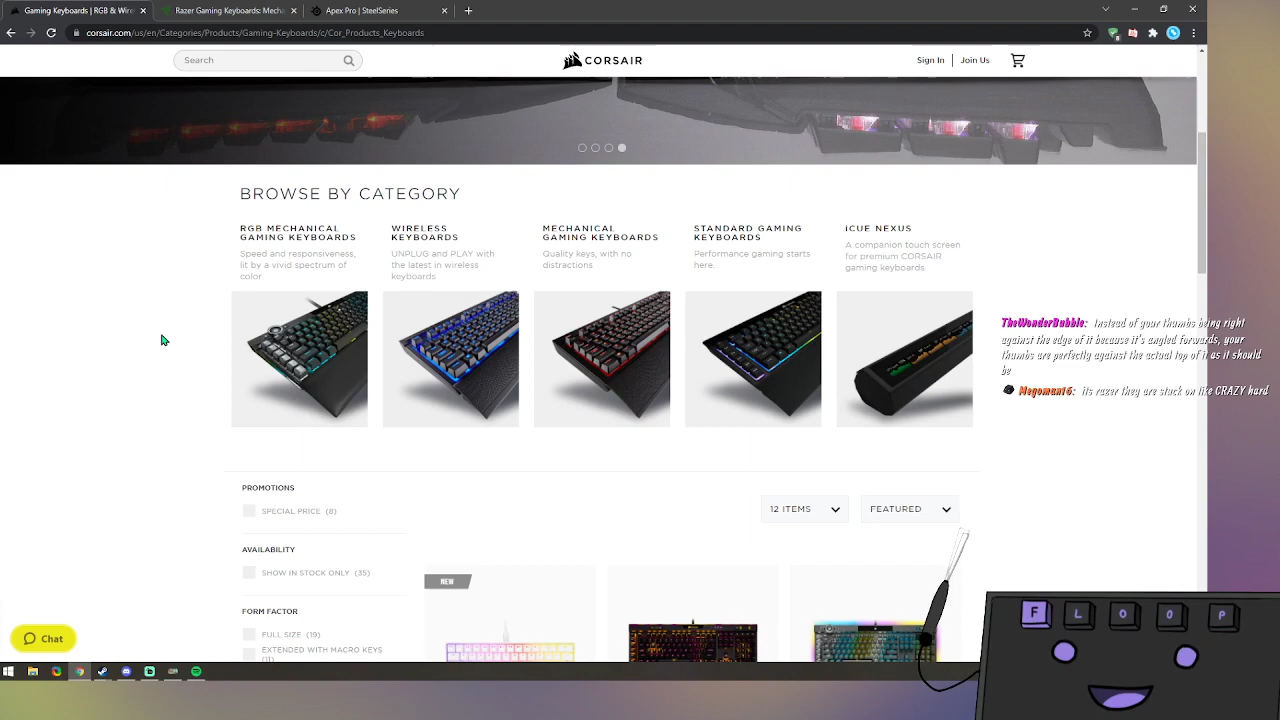 Gaming Keyboards | RGB & Wire
Razer Gaming Keyboards: Mecha
Apex Pro | SteelSeries
corsair.com/us/en/Categories/Products/Gaming-Keyboards/c/Cor_Products_Keyboards
Search
CORSAIR
Sign In
Join Us
BROWSE BY CATEGORY
RGB MECHANICAL
GAMING KEYBOARDS
Speed and responsiveness,
lit by a vivid spectrum of
color.
WIRELESS
KEYBOARDS
UNPLUG and PLAY with
the latest in wireless
keyboards
MECHANICAL
GAMING KEYBOARDS
Quality keys, with no
distractions
STANDARD GAMING
KEYBOARDS
Performance gaming starts
here.
iCUE NEXUS
A companion touch screen
for premium CORSAIR
gaming keyboards.
TheWonderBubble: Instead of your thumbs being right
against the edge of it because it's angled forwards, your
thumbs are perfectly against the actual top of it as it should
be
Megoman16: its razer they are stuck on like CRAZY hard
PROMOTIONS
SPECIAL PRICE (8)
AVAILABILITY
SHOW IN STOCK ONLY (35)
FORM FACTOR
FULL SIZE (19)
EXTENDED WITH MACRO KEYS
(11)
12 ITEMS
FEATURED
NEW
Chat
F L O O P